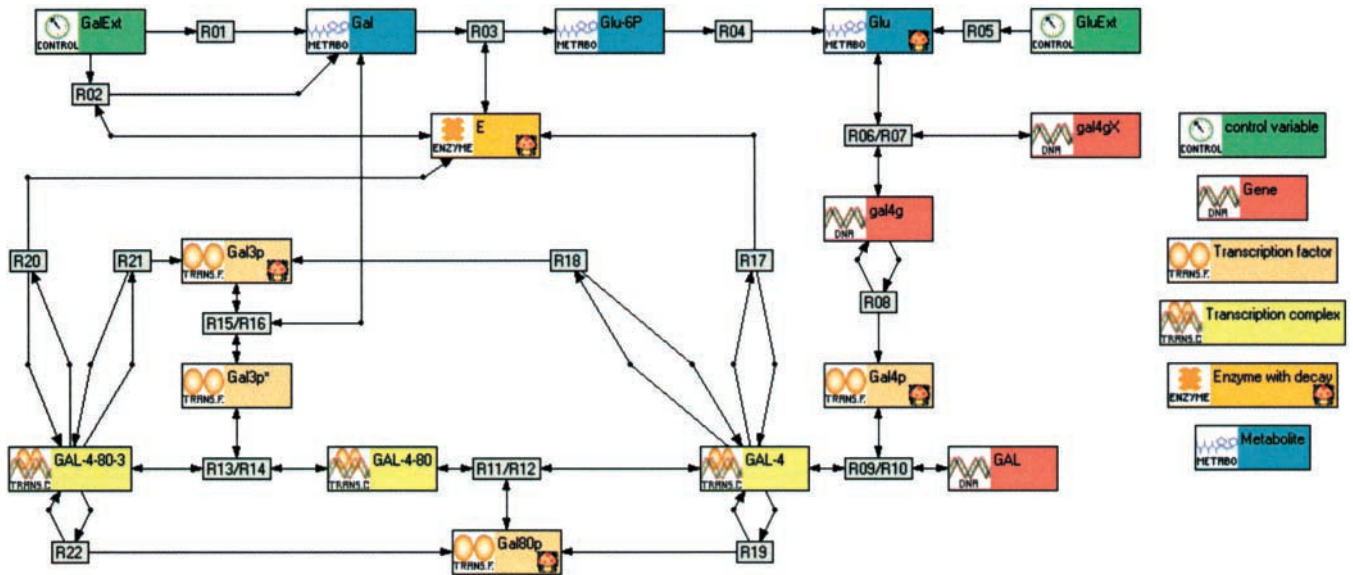 GalExt
CONTROL
R01
Gal
METABO
R03
Glu-6P
METABO
R04
Glu
METABO
R05
GluExt
CONTROL
R02
E
ENZYME
R06/R07
gal4gX
DNA
control variable
CONTROL
gal4g
DNA
Gene
DNA
R20
R21
Gal3p
TRANS.F.
R18
R17
Transcription factor
TRANS.F.
R08
R15/R16
Transcription complex
TRANS.C
Gal3p*
TRANS.F.
Gal4p
TRANS.F.
Enzyme with decay
ENZYME
GAL-4-80-3
TRANS.C
R13/R14
GAL-4-80
TRANS.C
R11/R12
GAL-4
TRANS.C
R09/R10
GAL
DNA
Metabolite
METABO
R22
Gal80p
TRANS.F.
R19